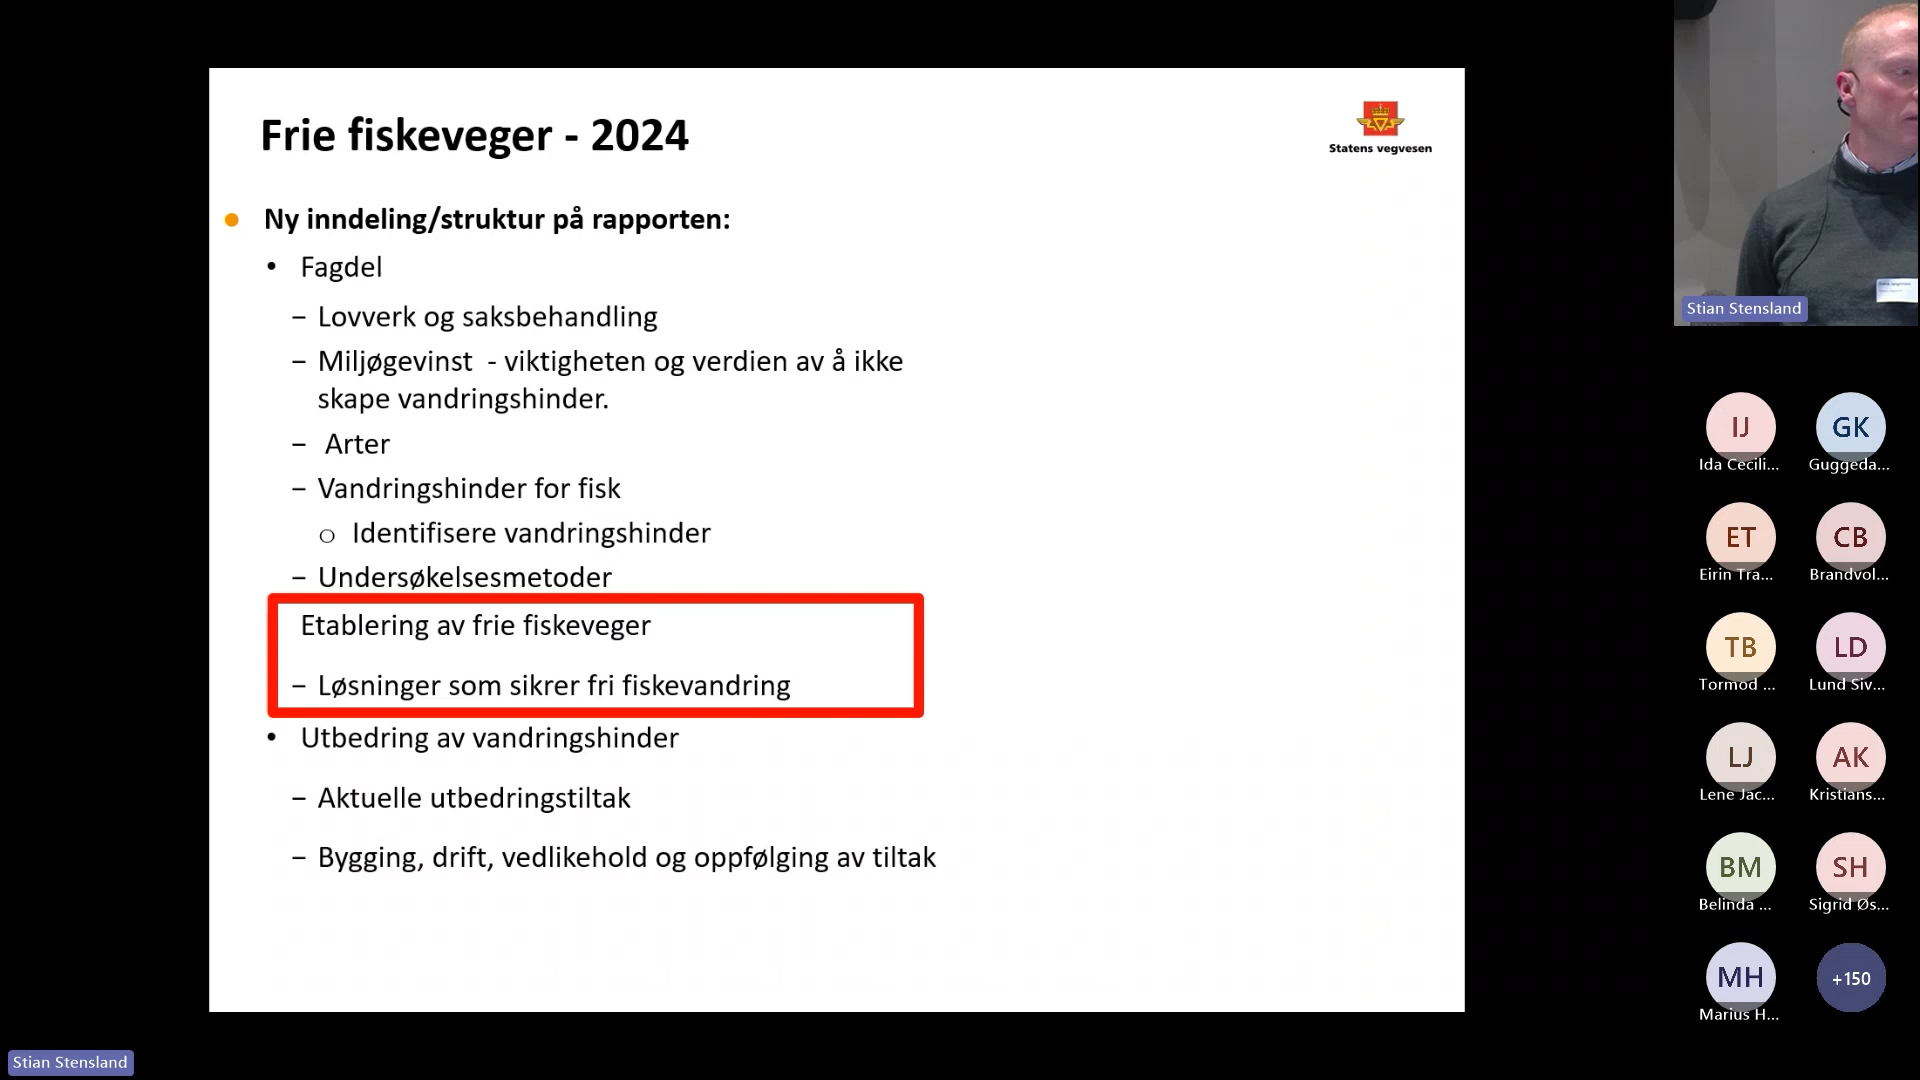 Frie fiskeveger - 2024
Statens vegvesen
Ny inndeling/struktur på rapporten:
• Fagdel
– Lovverk og saksbehandling
– Miljøgevinst - viktigheten og verdien av å ikke
skape vandringshinder.
– Arter
– Vandringshinder for fisk
o Identifisere vandringshinder
– Undersøkelsesmetoder
Etablering av frie fiskeveger
– Løsninger som sikrer fri fiskevandring
• Utbedring av vandringshinder
– Aktuelle utbedringstiltak
– Bygging, drift, vedlikehold og oppfølging av tiltak
Stian Stensland
IJ GK
Ida Cecili... Guggeda...
ET CB
Eirin Tra... Brandvol...
TB LD
Tormod ... Lund Siv...
LJ AK
Lene Jac... Kristians...
BM SH
Belinda ... Sigrid Øs...
MH +150
Marius H...
Stian Stensland